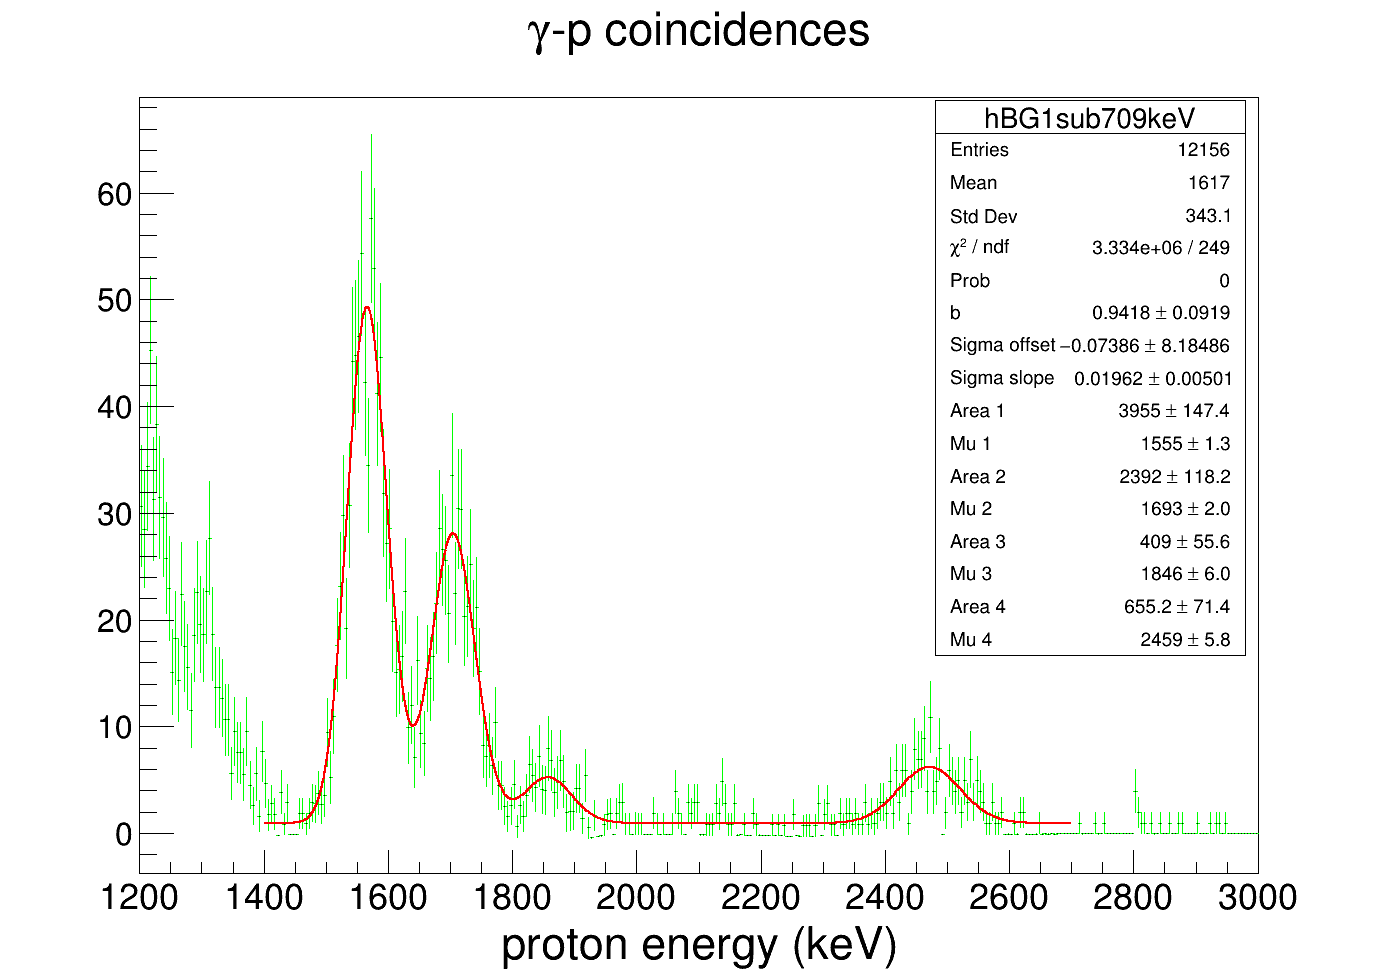 γ-p coincidences
hBG1sub709keV
Entries 12156
Mean 1617
Std Dev 343.1
χ² / ndf 3.334e+06 / 249
Prob 0
b 0.9418 ± 0.0919
Sigma offset −0.07386 ± 8.18486
Sigma slope 0.01962 ± 0.00501
Area 1 3955 ± 147.4
Mu 1 1555 ± 1.3
Area 2 2392 ± 118.2
Mu 2 1693 ± 2.0
Area 3 409 ± 55.6
Mu 3 1846 ± 6.0
Area 4 655.2 ± 71.4
Mu 4 2459 ± 5.8
60
50
40
30
20
10
0
1200 1400 1600 1800 2000 2200 2400 2600 2800 3000
proton energy (keV)